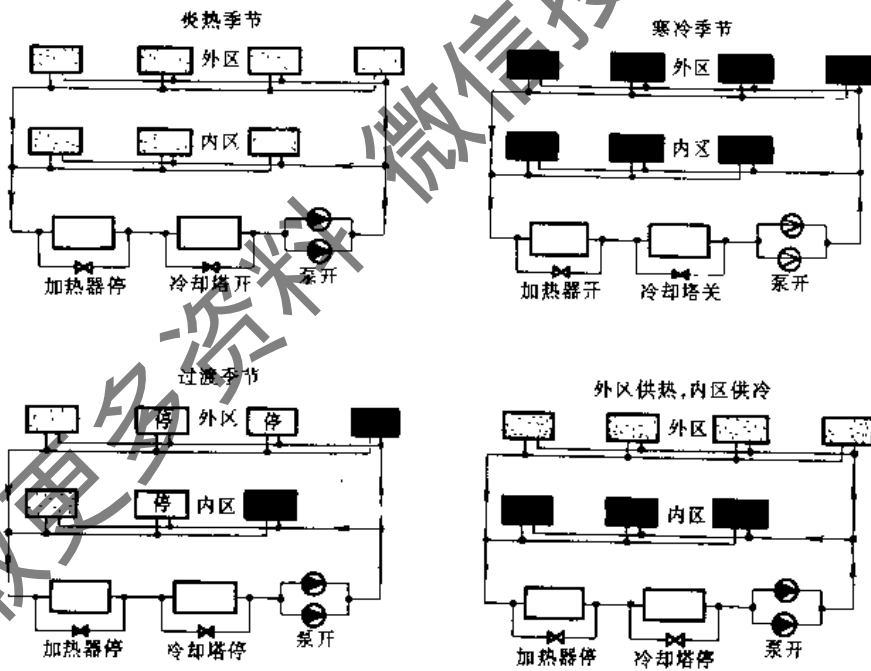 炎热季节
外区
内区
加热器停
冷却塔开
泵开
寒冷季节
外区
内区
加热器开
冷却塔关
泵开
过渡季节
停
外区
停
停
内区
加热器停
冷却塔停
泵开
外区供热,内区供冷
外区
内区
加热器停
冷却塔停
泵开
更多资料 微信搜